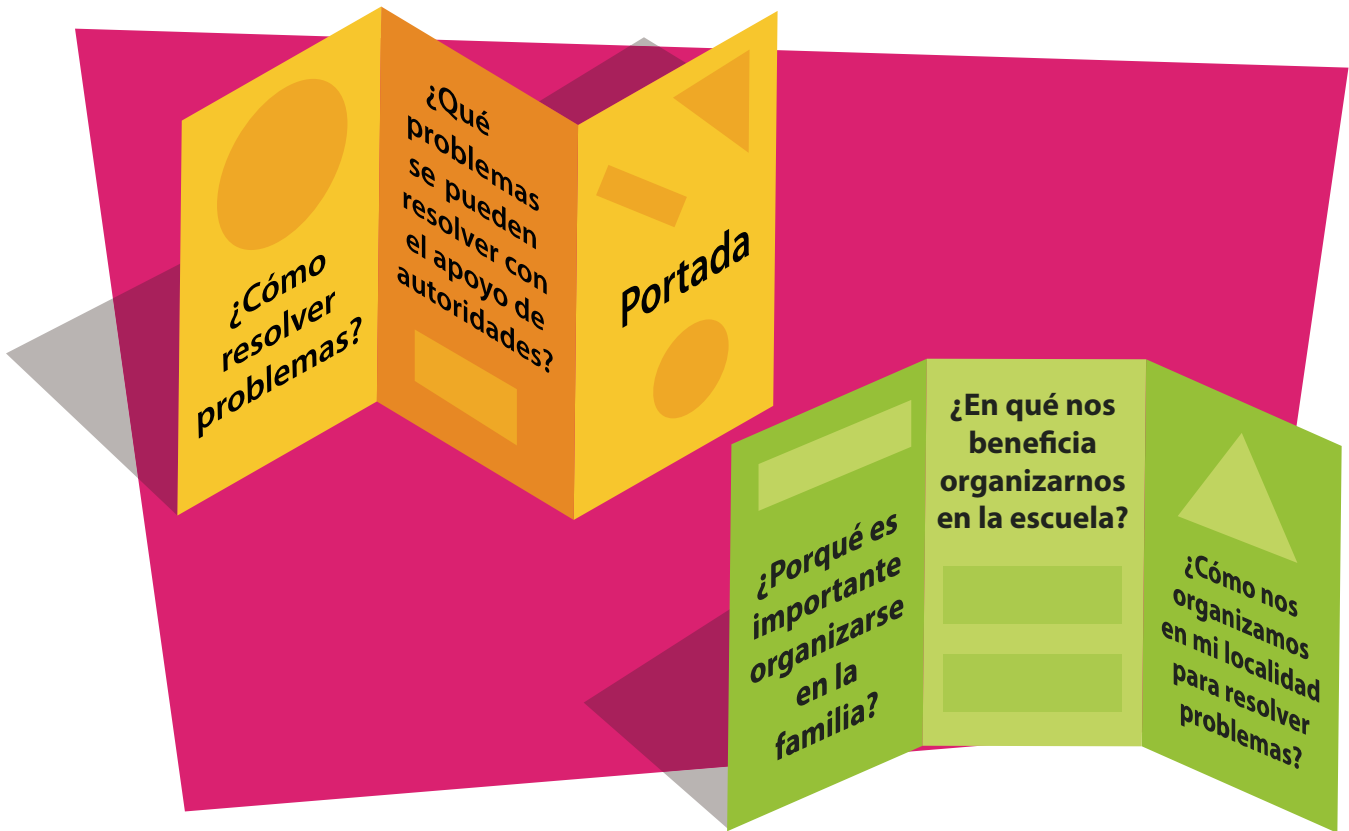 ¿Cómo
resolver
problemas?
¿Qué
problemas
se pueden
resolver con
el apoyo de
autoridades?
Portada
¿Porqué es
importante
organizarse
en la
familia?
¿En qué nos
beneficia
organizarnos
en la escuela?
¿Cómo nos
organizamos
en mi localidad
para resolver
problemas?